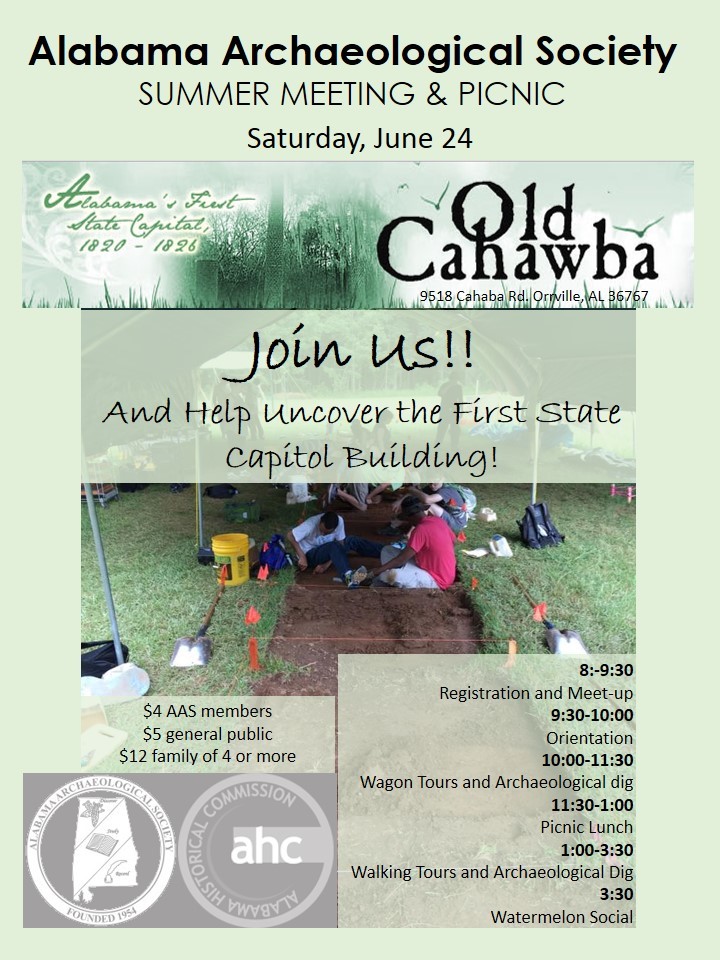 Alabama Archaeological Society
SUMMER MEETING & PICNIC
Saturday, June 24
Alabama's First
State Capital,
1820 - 1826
Old
Cahawba
9518 Cahaba Rd. Orrville, AL 36767
Join Us!!
And Help Uncover the First State
Capitol Building!
$4 AAS members
$5 general public
$12 family of 4 or more
8:-9:30
Registration and Meet-up
9:30-10:00
Orientation
10:00-11:30
Wagon Tours and Archaeological dig
11:30-1:00
Picnic Lunch
1:00-3:30
Walking Tours and Archaeological Dig
3:30
Watermelon Social
ALABAMA ARCHAEOLOGICAL SOCIETY
Study
Record
FOUNDED 1954
ALABAMA HISTORICAL COMMISSION
ahc